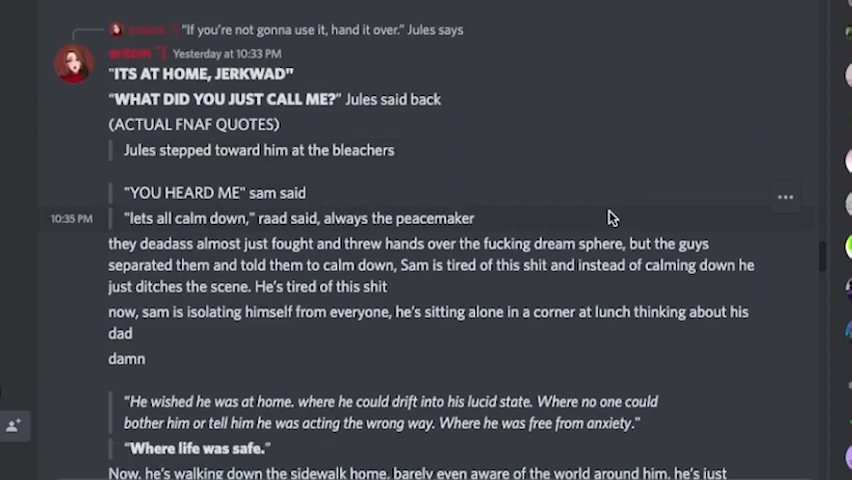 "If you're not gonna use it, hand it over." Jules says
Yesterday at 10:33 PM
"ITS AT HOME, JERKWAD"
"WHAT DID YOU JUST CALL ME?" Jules said back
(ACTUAL FNAF QUOTES)
Jules stepped toward him at the bleachers
"YOU HEARD ME" sam said
10:35 PM "lets all calm down," raad said, always the peacemaker
they deadass almost just fought and threw hands over the fucking dream sphere, but the guys
separated them and told them to calm down, Sam is tired of this shit and instead of calming down he
just ditches the scene. He's tired of this shit
now, sam is isolating himself from everyone, he's sitting alone in a corner at lunch thinking about his
dad
damn
"He wished he was at home. where he could drift into his lucid state. Where no one could
bother him or tell him he was acting the wrong way. Where he was free from anxiety."
"Where life was safe."
Now, he's walking down the sidewalk home, barely even aware of the world around him, he's just